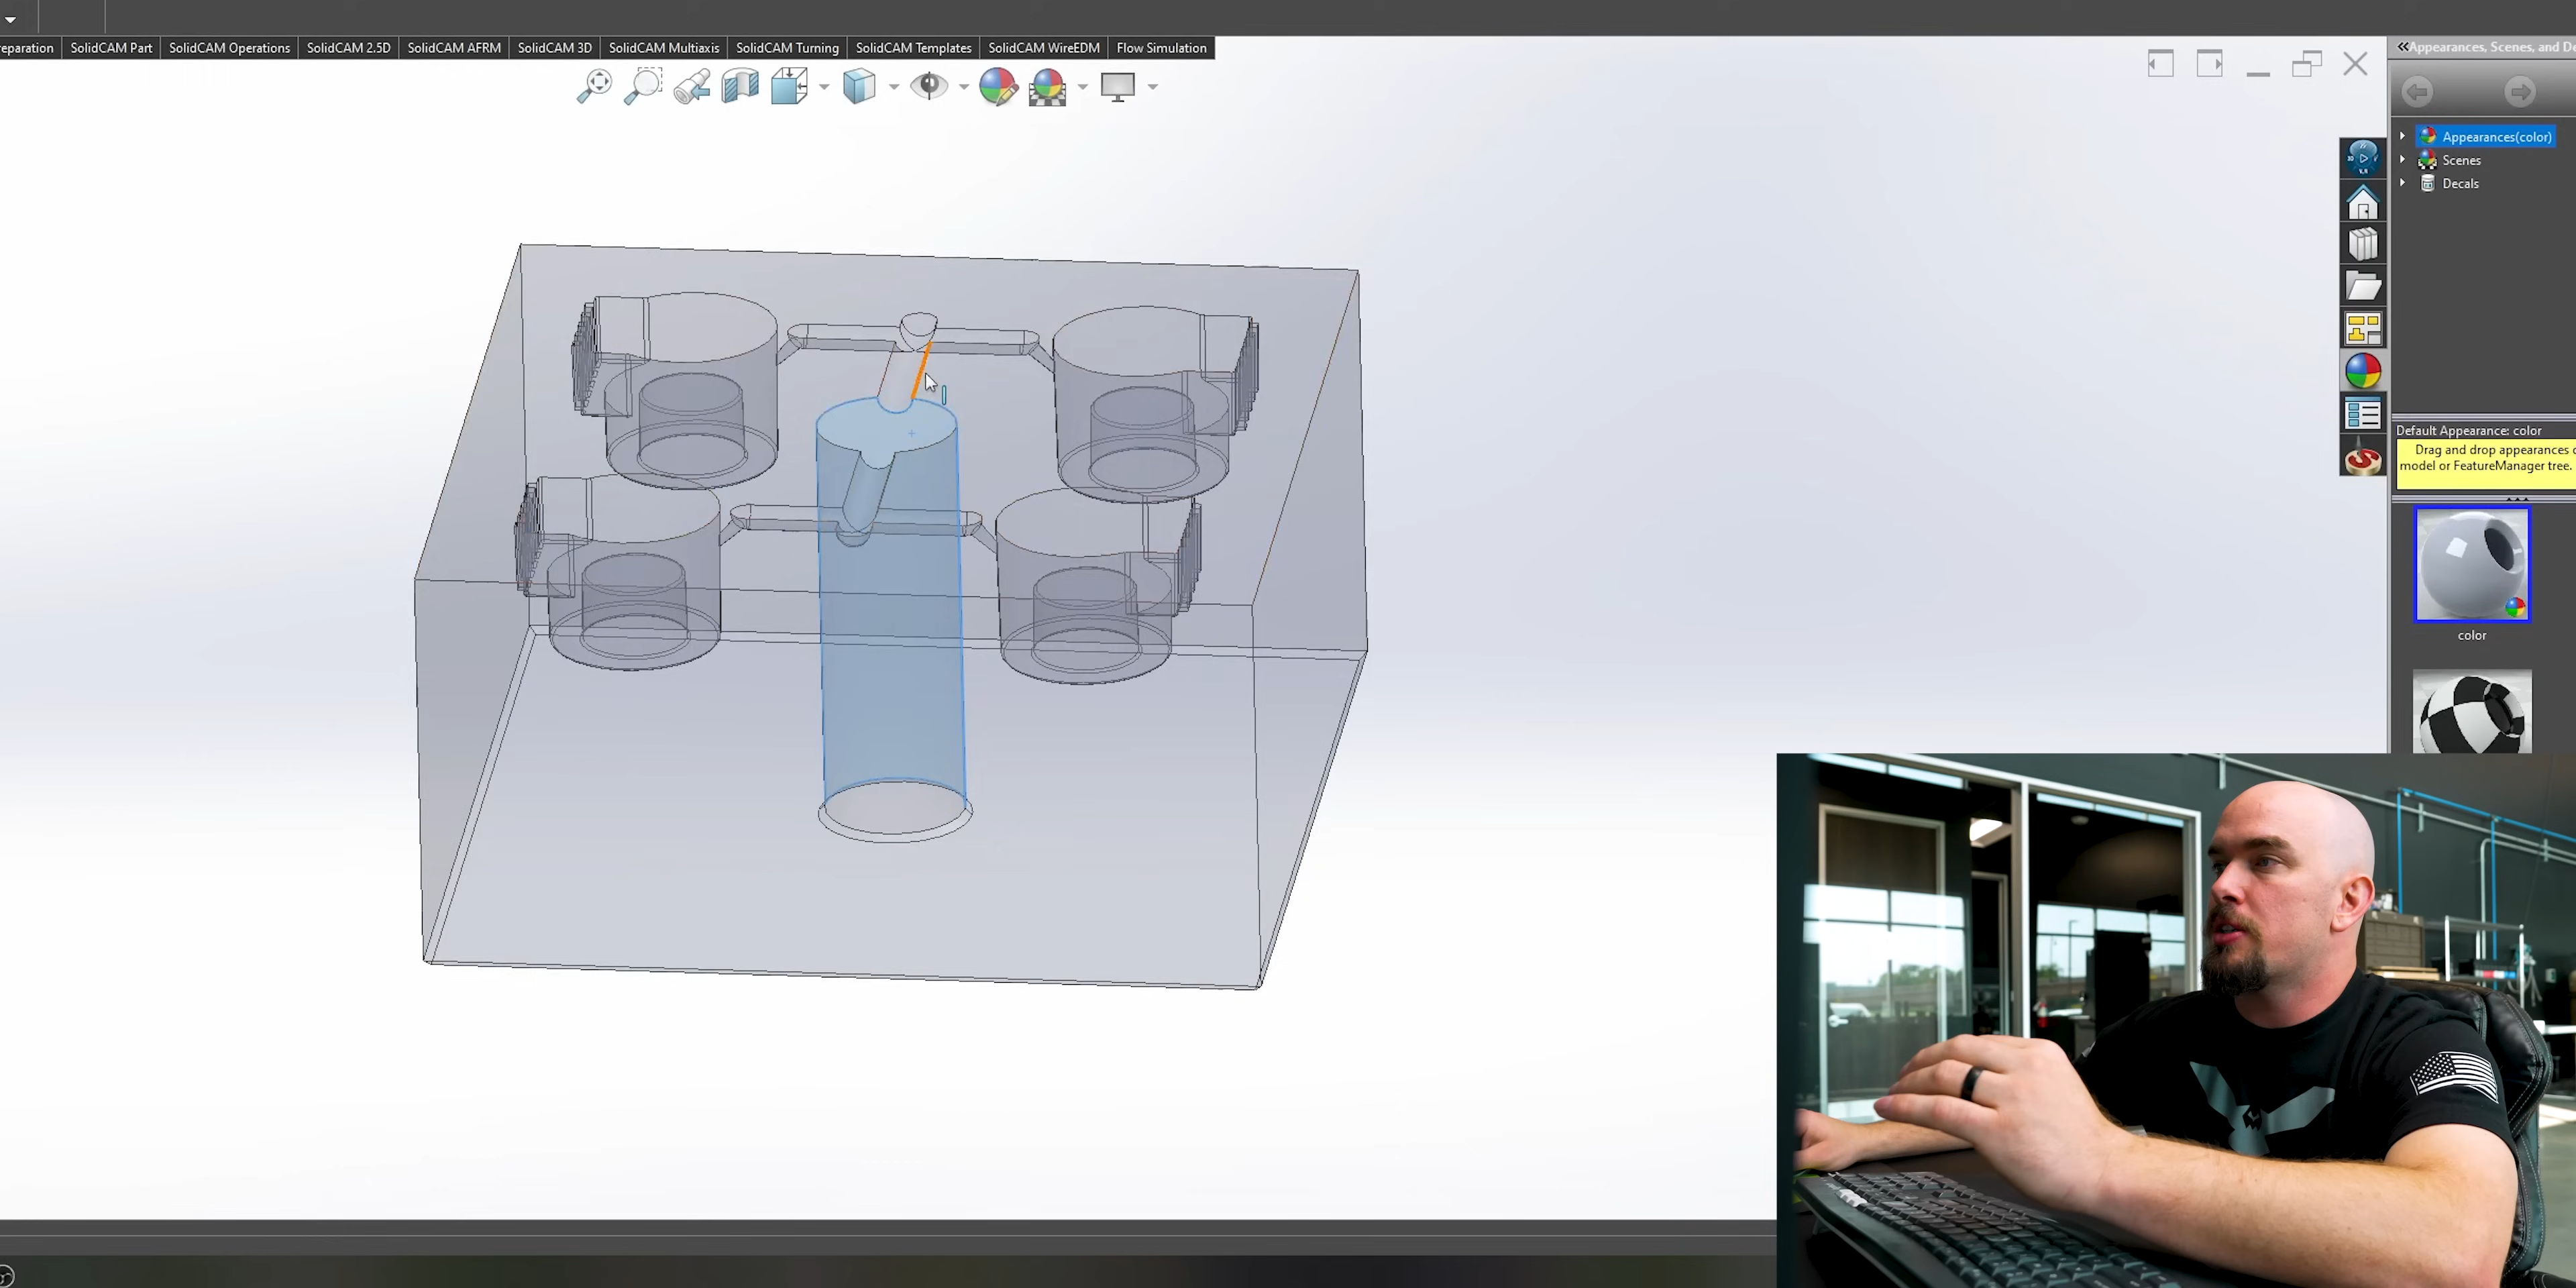 reparation SolidCAM Part SolidCAM Operations SolidCAM 2.5D SolidCAM AFRM SolidCAM 3D SolidCAM Multiaxis SolidCAM Turning SolidCAM Templates SolidCAM WireEDM Flow Simulation
Appearances, Scenes, and De
Appearances(color)
Scenes
Decals
Default Appearance: color
Drag and drop appearances o
model or FeatureManager tree.
color